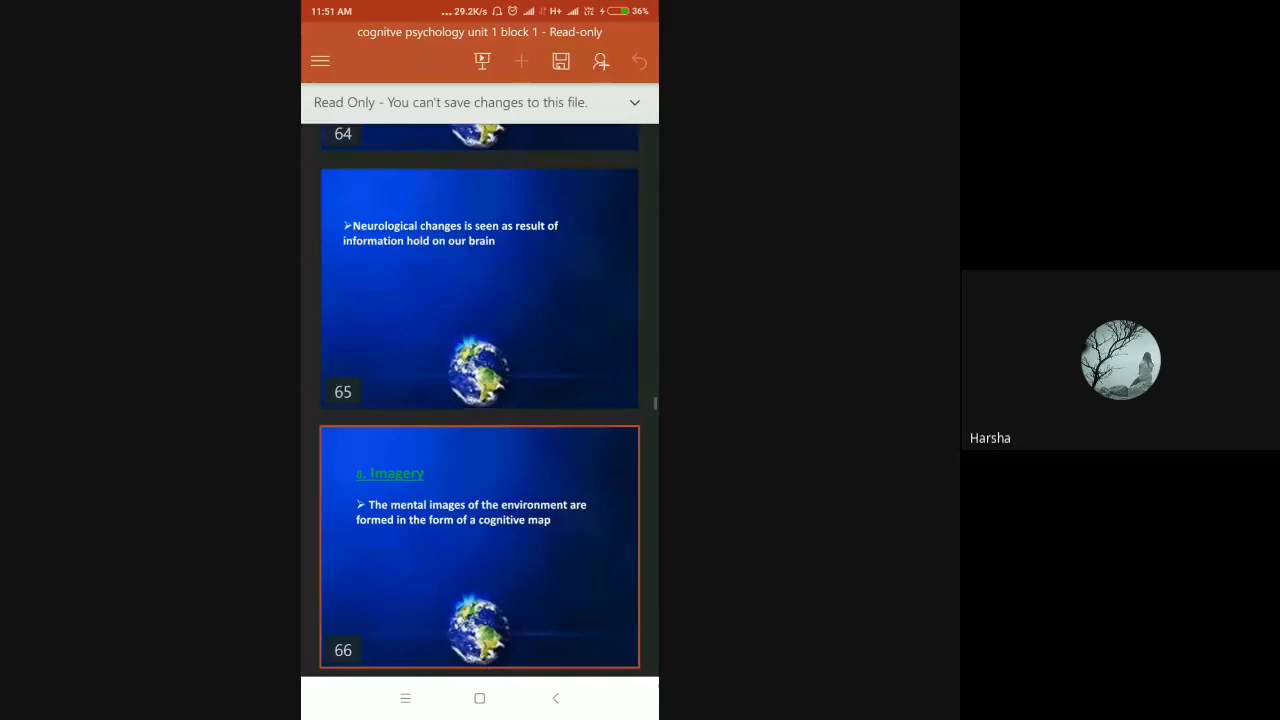 11:51 AM
... 29.2K/s H+ 36%
cognitve psychology unit 1 block 1 - Read-only
Read Only - You can't save changes to this file.
64
➢Neurological changes is seen as result of
information hold on our brain
65
8. Imagery
➢ The mental images of the environment are
formed in the form of a cognitive map
66
Harsha